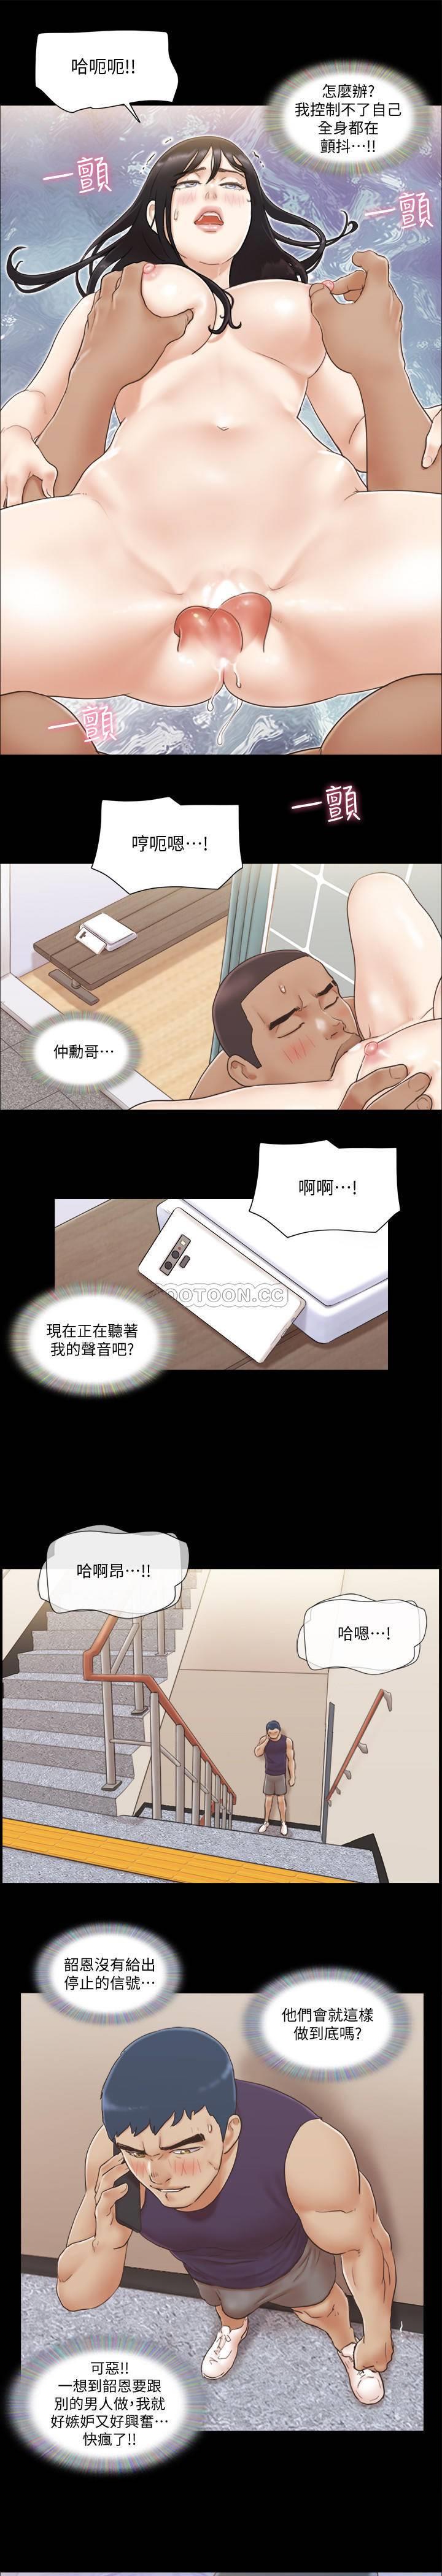 哈呃呃!!
怎麼辦?
我控制不了自己
全身都在
顫抖…!!
一顫
一顫
一顫
一顫
哼呃嗯…!
仲勳哥…
啊啊…!
TOOTOON.CC
現在正在聽著
我的聲音吧?
哈啊昂…!!
哈嗯…!
韶恩沒有給出
停止的信號…
他們會就這樣
做到底嗎?
可惡!!
一想到韶恩要跟
別的男人做,我就
好嫉妒又好興奮…
快瘋了!!